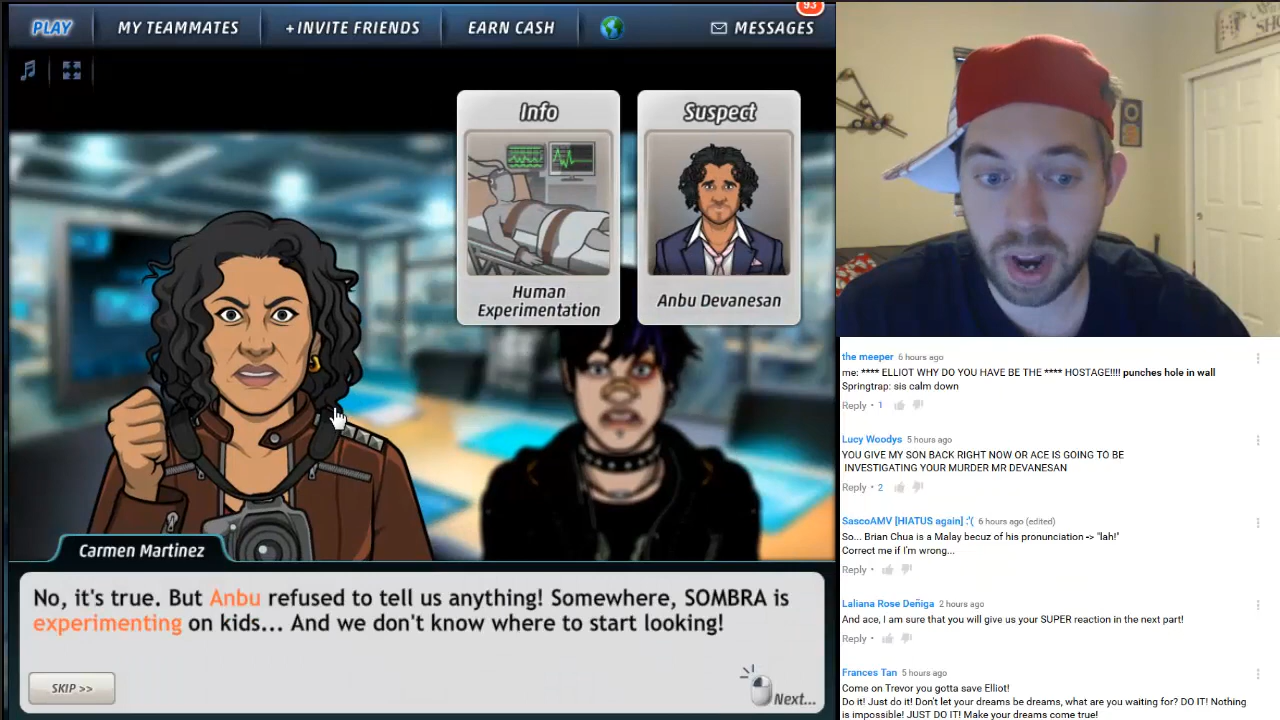 PLAY
MY TEAMMATES
+INVITE FRIENDS
EARN CASH
93
MESSAGES
Info
Human
Experimentation
Suspect
Anbu Devanesan
Carmen Martinez
No, it's true. But Anbu refused to tell us anything! Somewhere, SOMBRA is
experimenting on kids... And we don't know where to start looking!
SKIP >>
Next...
the meeper 6 hours ago
me: **** ELLIOT WHY DO YOU HAVE BE THE **** HOSTAGE!!!! punches hole in wall
Springtrap: sis calm down
Reply · 1
Lucy Woodys 5 hours ago
YOU GIVE MY SON BACK RIGHT NOW OR ACE IS GOING TO BE
INVESTIGATING YOUR MURDER MR DEVANESAN
Reply · 2
SascoAMV [HIATUS again] :'( 6 hours ago (edited)
So... Brian Chua is a Malay becuz of his pronunciation -> "lah!"
Correct me if I'm wrong...
Reply ·
Laliana Rose Deñiga 2 hours ago
And ace, I am sure that you will give us your SUPER reaction in the next part!
Reply ·
Frances Tan 5 hours ago
Come on Trevor you gotta save Elliot!
Do it! Just do it! Don't let your dreams be dreams, what are you waiting for? DO IT! Nothing
is impossible! JUST DO IT! Make your dreams come true!